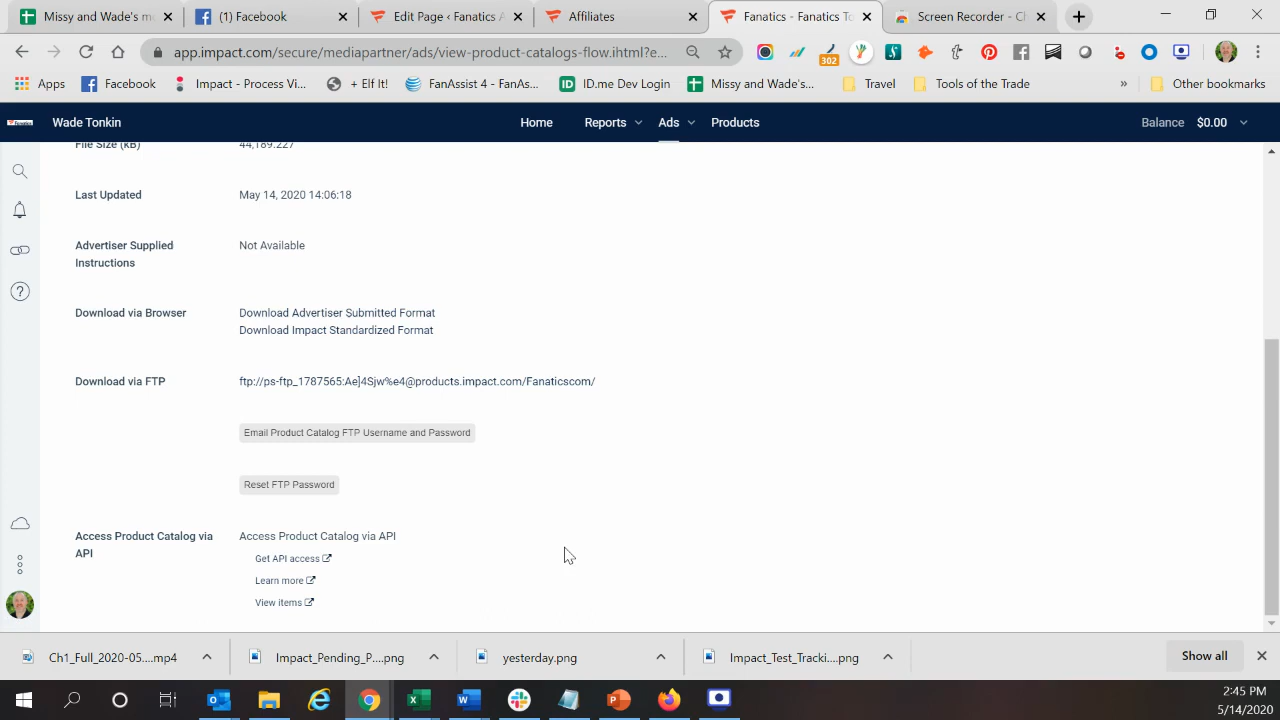 Missy and Wade's m
(1) Facebook
Edit Page ‹ Fanatics A
Affiliates
Fanatics - Fanatics To
Screen Recorder - Ch
app.impact.com/secure/mediapartner/ads/view-product-catalogs-flow.ihtml?e...
302
Apps
Facebook
Impact - Process Vi...
+ Elf It!
FanAssist 4 - FanAs...
ID
ID.me Dev Login
Missy and Wade's...
Travel
Tools of the Trade
»
Other bookmarks
Fanatics
Wade Tonkin
Home
Reports
Ads
Products
Balance $0.00
File Size (kB)
44,189.227
Last Updated
May 14, 2020 14:06:18
Advertiser Supplied
Instructions
Not Available
Download via Browser
Download Advertiser Submitted Format
Download Impact Standardized Format
Download via FTP
ftp://ps-ftp_1787565:Ae]4Sjw%e4@products.impact.com/Fanaticscom/
Email Product Catalog FTP Username and Password
Reset FTP Password
Access Product Catalog via
API
Access Product Catalog via API
Get API access
Learn more
View items
Ch1_Full_2020-05....mp4
Impact_Pending_P....png
yesterday.png
Impact_Test_Tracki....png
Show all
2:45 PM
5/14/2020